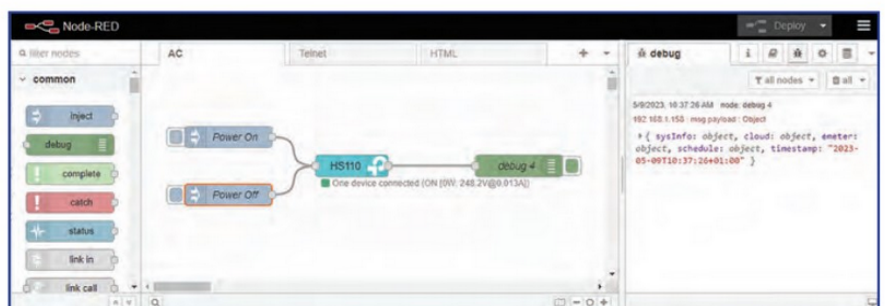 Node-RED
Deploy
filter nodes
AC
Telnet
HTML
debug
common
all nodes
all
inject
debug
complete
catch
status
link in
link call
Power On
Power Off
HS110
One device connected (ON [0W: 248.2V@0.013A])
debug 4
5/9/2023, 10:37:26 AM node: debug 4
192.168.1.158 : msg.payload : Object
{ sysInfo: object, cloud: object, emeter:
object, schedule: object, timestamp: "2023-
05-09T10:37:26+01:00" }